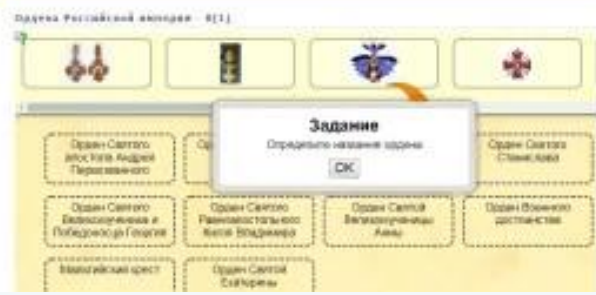 Ордена Российской империи 8(1)
Задание
Определите название ордена
OK
Орден Святого
апостола Андрея
Первозванного
Орден Святого
Станислава
Орден Святого
Великомученика и
Победоносца Георгия
Орден Святого
Равноапостольного
Князя Владимира
Орден Святой
Великомученицы
Анны
Орден Военного
достоинства
Мальтийский крест
Орден Святой
Екатерины